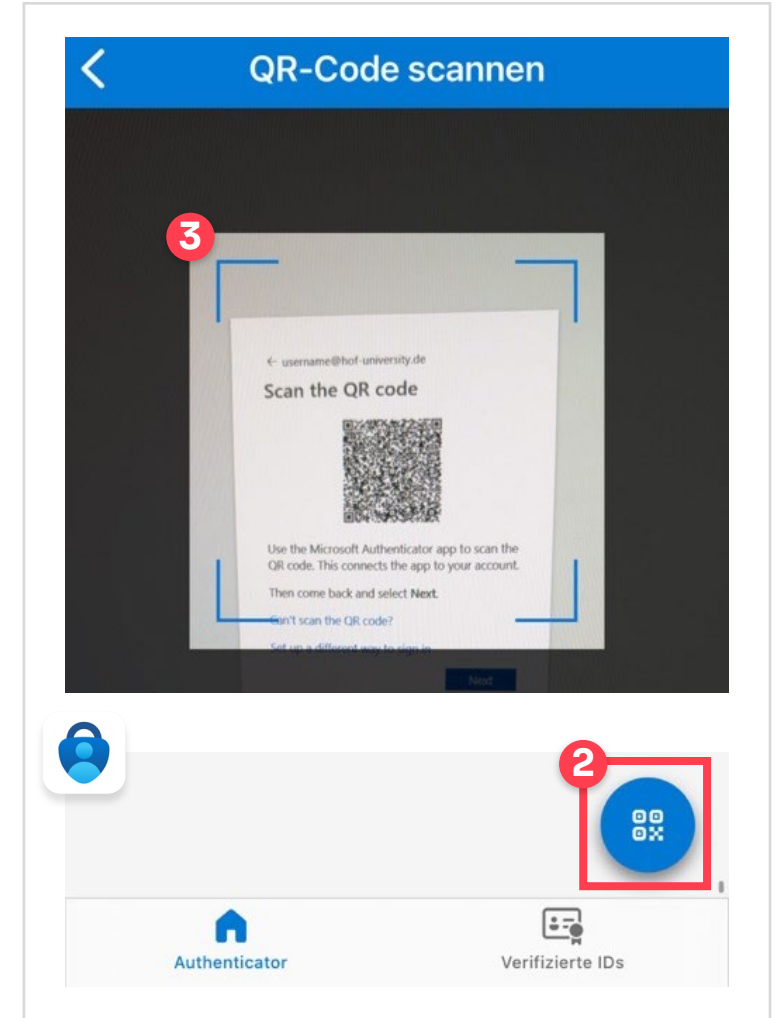 QR-Code scannen
3
← username@hof-university.de
Scan the QR code
Use the Microsoft Authenticator app to scan the
QR code. This connects the app to your account.
Then come back and select Next.
Can't scan the QR code?
Set up a different way to sign in
Next
2
Authenticator
Verifizierte IDs